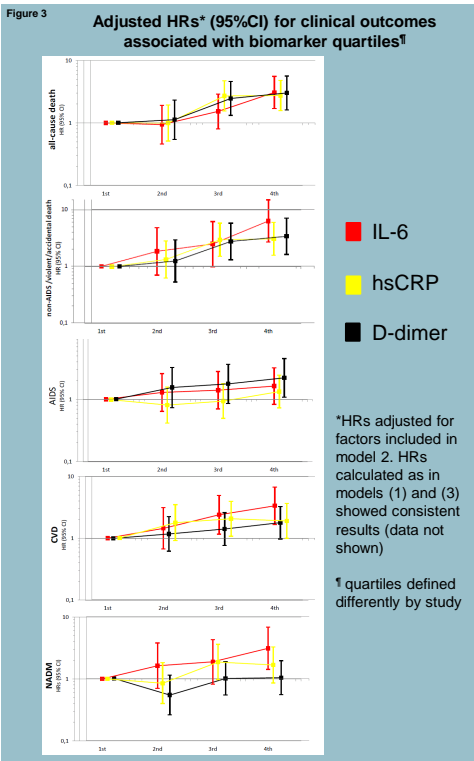 Figure 3
Adjusted HRs* (95%CI) for clinical outcomes
associated with biomarker quartiles¶
all-cause death
HR (95% CI)
10
1
0,1
1st 2nd 3rd 4th
non-AIDS/violent/accidental death
HR (95% CI)
10
1
0,1
1st 2nd 3rd 4th
AIDS
HR (95% CI)
1
0,1
1st 2nd 3rd 4th
CVD
HR (95% CI)
10
1
0,1
1st 2nd 3rd 4th
NADM
HRs (95% CI)
10
1
0,1
1st 2nd 3rd 4th
IL-6
hsCRP
D-dimer
*HRs adjusted for
factors included in
model 2. HRs
calculated as in
models (1) and (3)
showed consistent
results (data not
shown)
¶ quartiles defined
differently by study